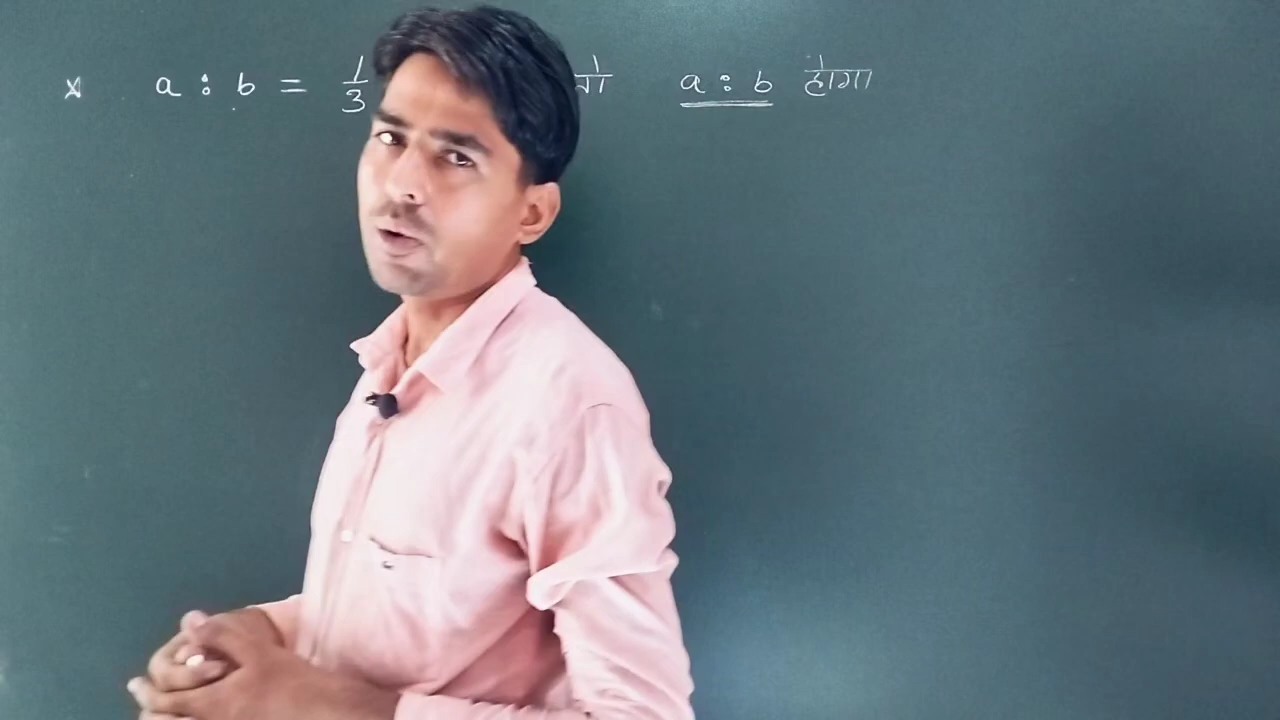 × a : b = 1/3 a : b होगा